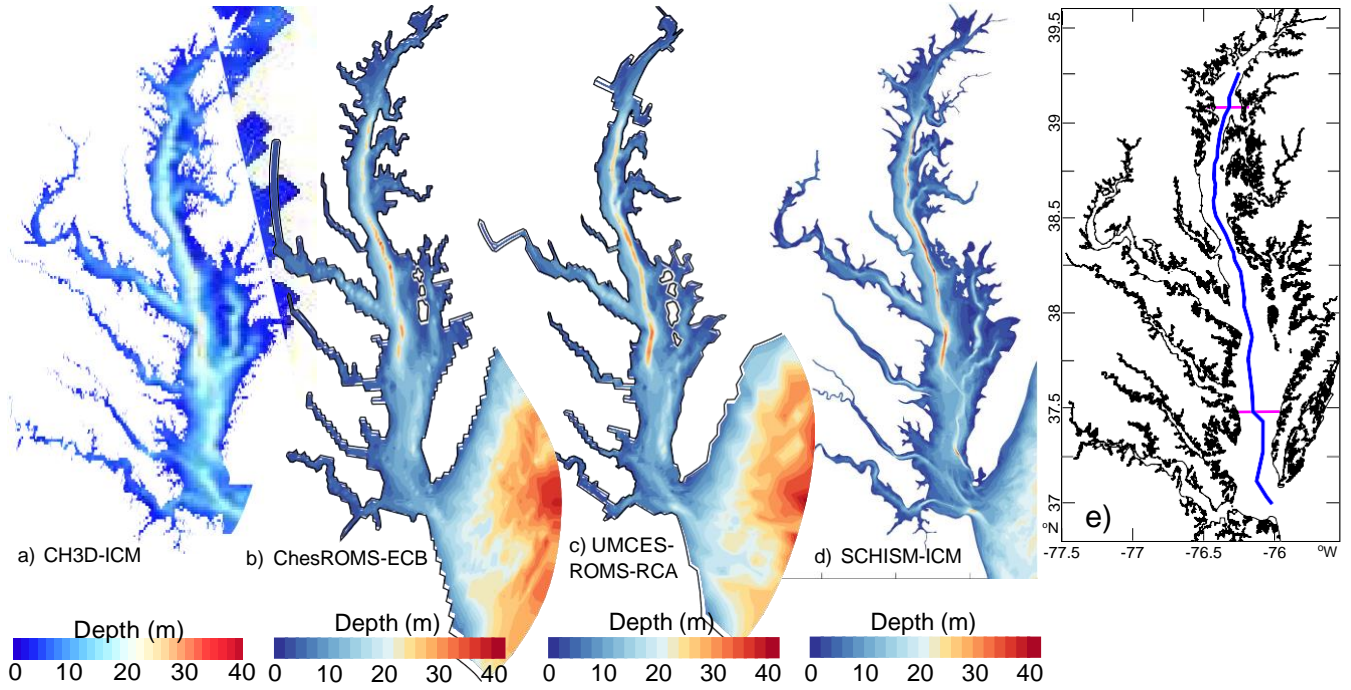 a) CH3D-ICM
b) ChesROMS-ECB
c) UMCES-
ROMS-RCA
d) SCHISM-ICM
e)
39.5
39
38.5
38
37.5
37
oN
-77.5 -77 -76.5 -76 oW
Depth (m)
0 10 20 30 40
Depth (m)
0 10 20 30 40
Depth (m)
0 10 20 30 40
Depth (m)
0 10 20 30 40